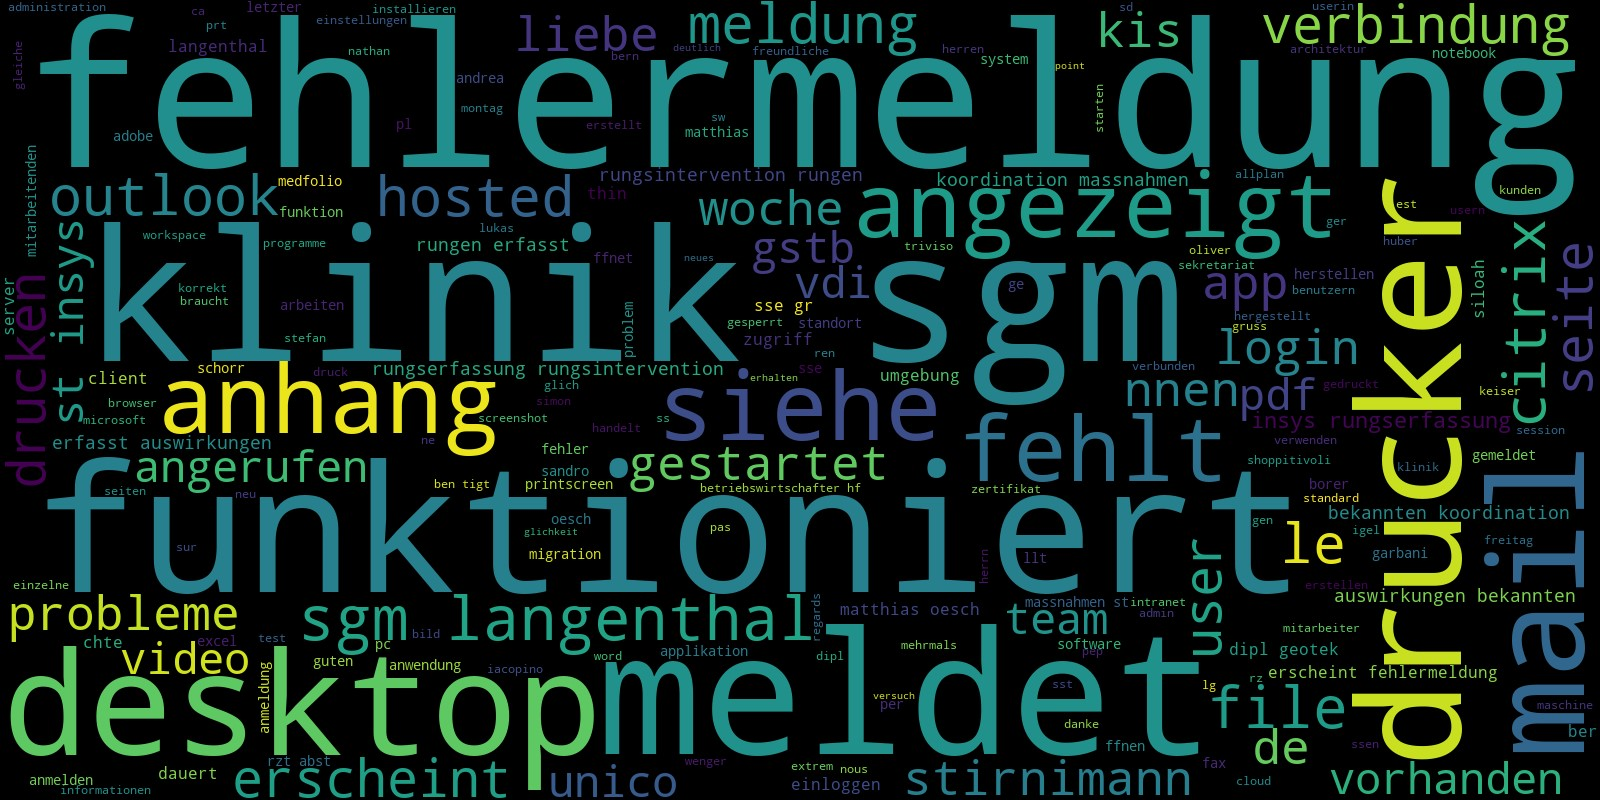 administration
ca
letzter
installieren
sd
userin
einstellungen
prt
fehlermeldung
liebe
meldung
kis
verbindung
langenthal
nathan
bern
deutlich
freundliche
herren
architektur
notebook
gleiche
andrea
system
point
montag
starten
adobe
pl
erstellt
sw
matthias
mitarbeitenden
outlook
medfolio
hosted
rungsintervention rungen
koordination massnahmen
allplan
funktion
thin
woche
angezeigt
kunden
est
usern
ger
workspace
programme
lukas
rungen erfasst
ffnet
neues
gstb
triviso
oliver
huber
st insys
klinik
sgm
sekretariat
vdi
app
herstellen
benutzern
siloah
citrix
seite
server
drucken
korrekt
braucht
arbeiten
stefan
problem
sse gr
gesperrt
standort
zugriff
ren
ge
hergestellt
gruss
login
verbunden
client
schorr
druck
rungserfassung rungsintervention
sse
erhalten
umgebung
nnen
pdf
gedruckt
keiser
browser
microsoft
anhang
glich
simon
screenshot
handelt
ss
siehe
fehlt
insys rungserfassung
session
drucker
erfasst auswirkungen
ne
fehler
verwenden
angerufen
sandro
gestartet
shoppitivoli
klinik
gemeldet
mail
seiten
neu
ben tigt
printscreen
betriebswirtschafter hf
zertifikat
borer
standard
bekannten koordination
funktioniert
oesch
glichkeit
pas
gen
igel
freitag
sur
migration
herrn
llt
le
garbani
einzelne
erstellen
auswirkungen bekannten
probleme
sgm langenthal
regards
matthias oesch
massnahmen st
intranet
admin
team
user
mitarbeiter
chte
excel
test
bild
pc
word
applikation
dipl
mehrmals
software
pep
dipl geotek
video
guten
anwendung
iacopino
erscheint fehlermeldung
desktop
anmeldung
meldet
versuch
per
sst
lg
rz
file
maschine
danke
ffnen
de
ssen
ber
rzt abst
wenger
fax
anmelden
dauert
informationen
erscheint
unico
extrem
nous
einloggen
stirnimann
cloud
vorhanden